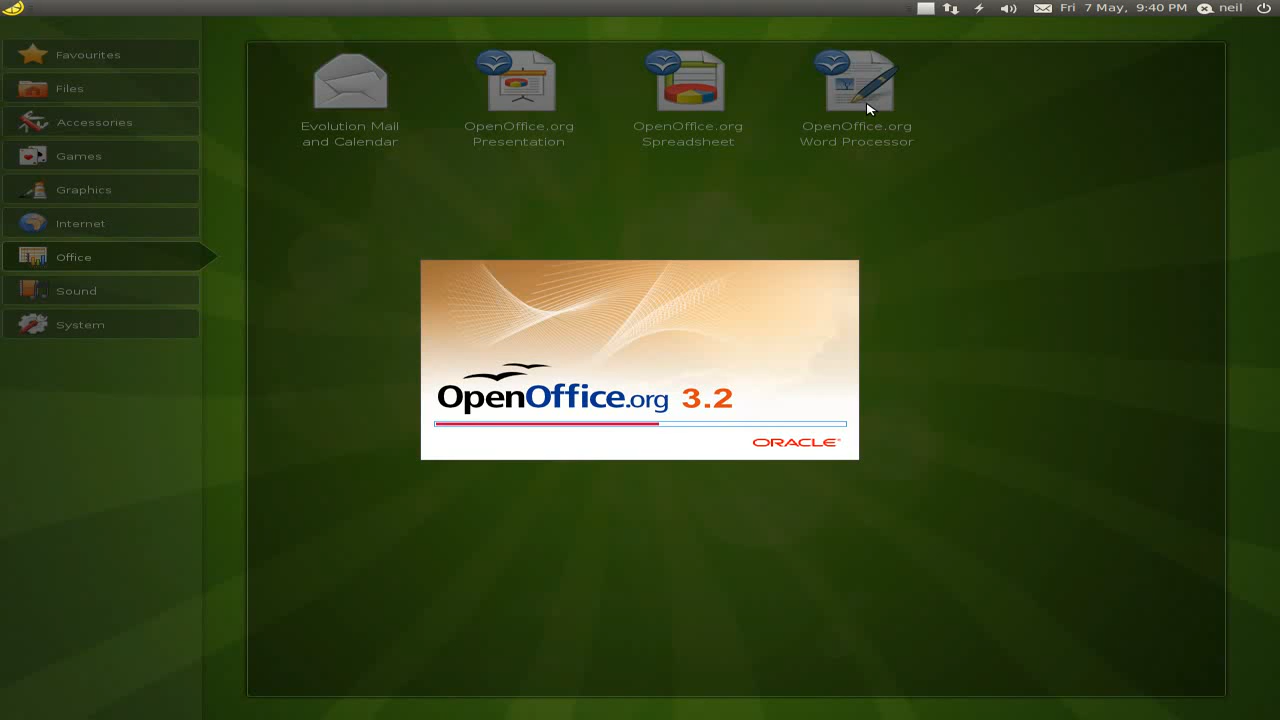 Fri 7 May, 9:40 PM neil
Favourites
Files
Accessories
Games
Graphics
Internet
Office
Sound
System
Evolution Mail
and Calendar
OpenOffice.org
Presentation
OpenOffice.org
Spreadsheet
OpenOffice.org
Word Processor
OpenOffice.org 3.2
ORACLE